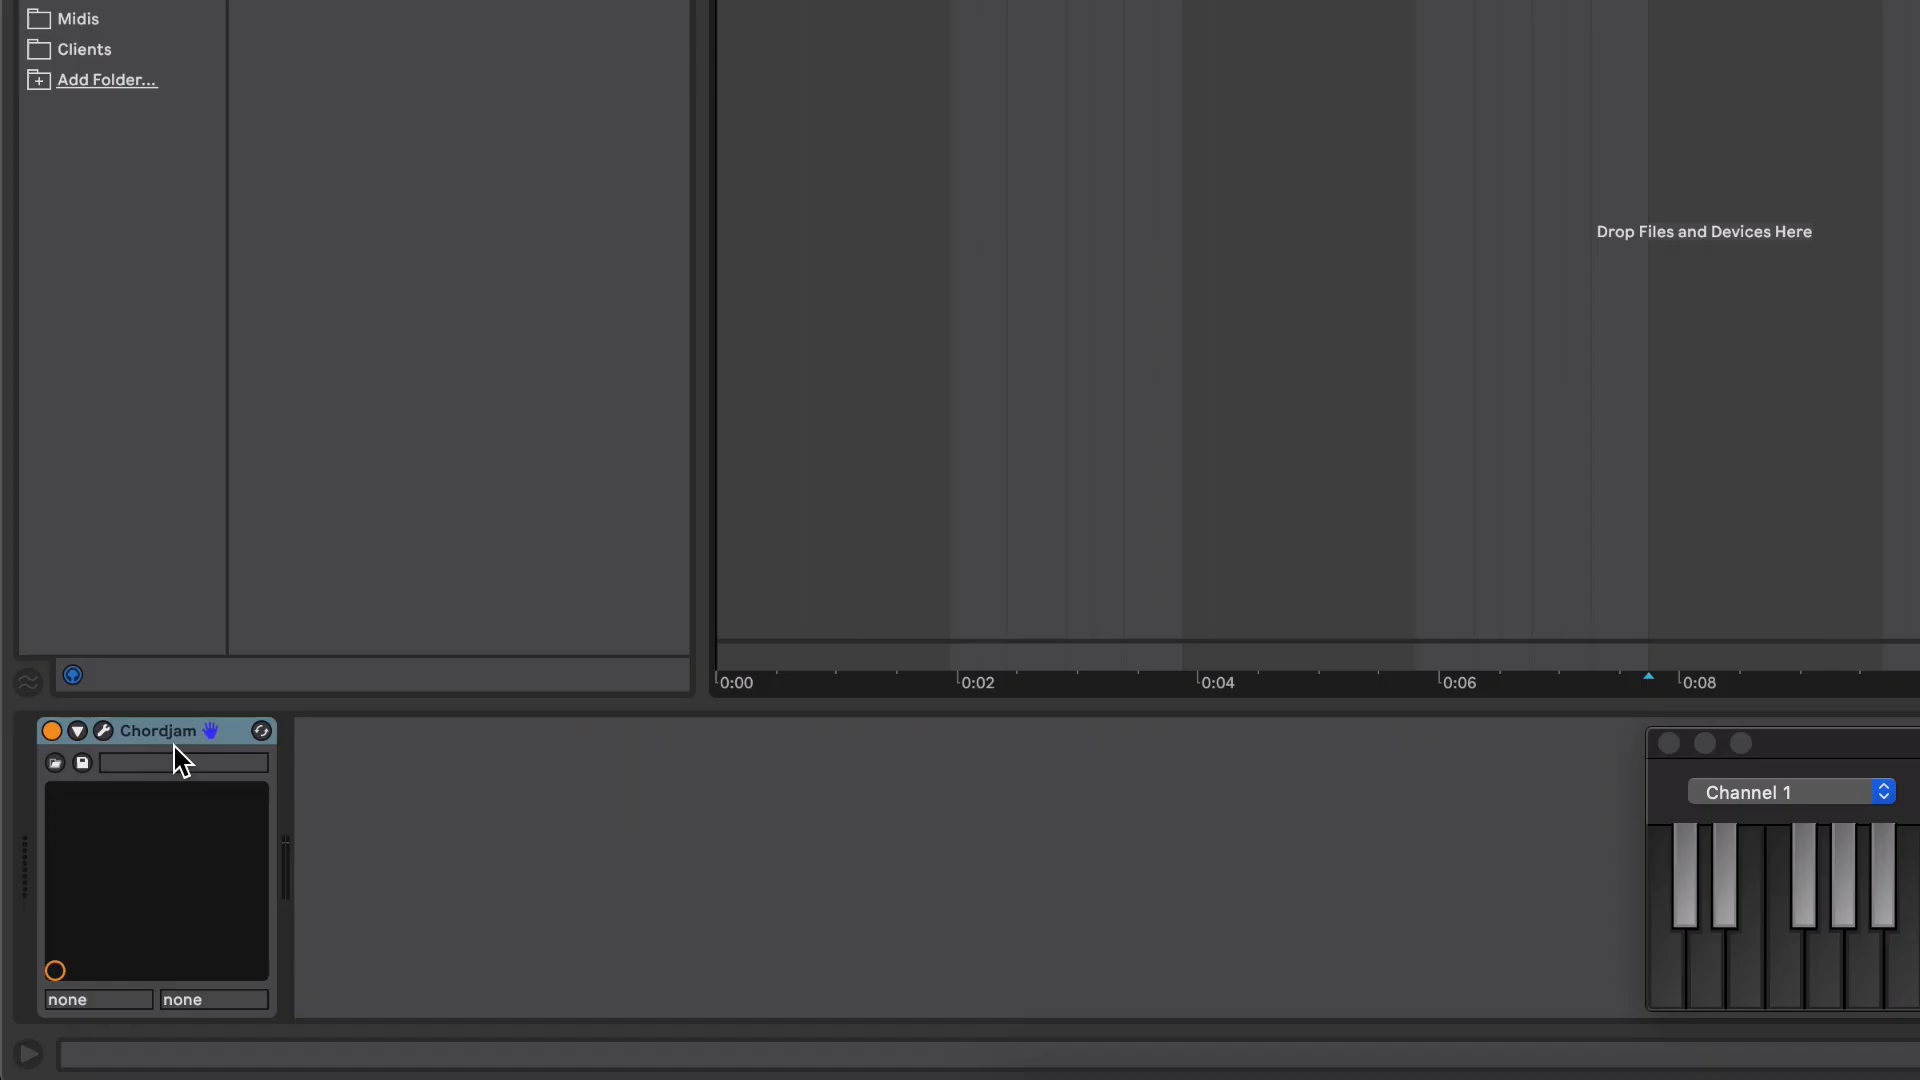 Midis
Clients
Add Folder...
Drop Files and Devices Here
0:00
0:02
0:04
0:06
0:08
Chordjam
Channel 1
none
none